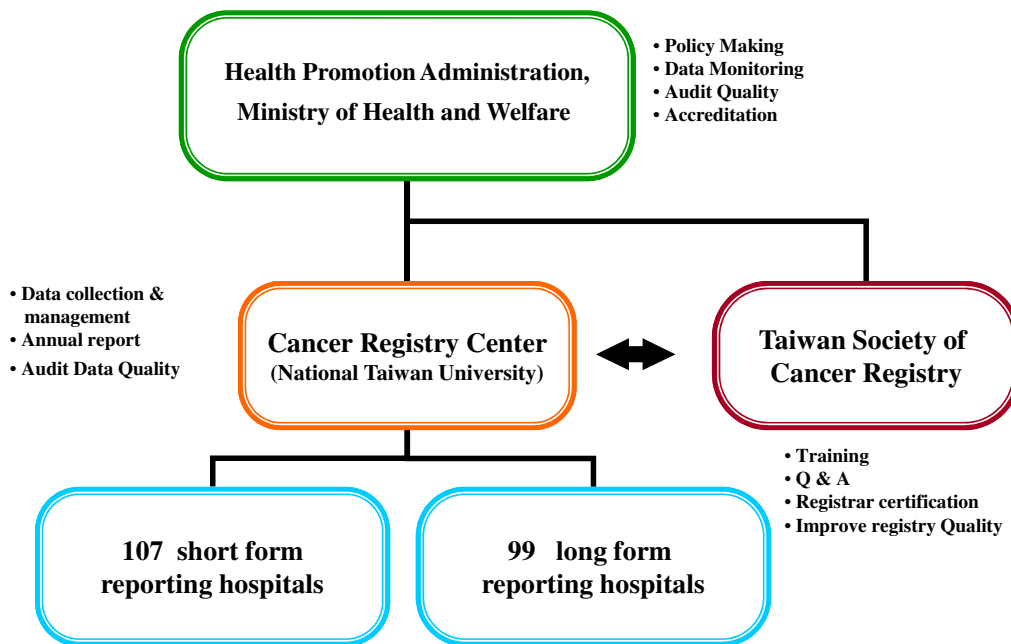 Health Promotion Administration,
Ministry of Health and Welfare
• Policy Making
• Data Monitoring
• Audit Quality
• Accreditation
• Data collection &
management
• Annual report
• Audit Data Quality
Cancer Registry Center
(National Taiwan University)
Taiwan Society of
Cancer Registry
• Training
• Q & A
• Registrar certification
• Improve registry Quality
107 short form
reporting hospitals
99 long form
reporting hospitals